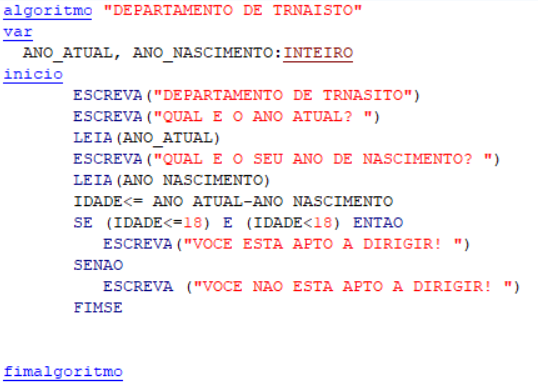 algoritmo "DEPARTAMENTO DE TRNAISTO"
var
ANO_ATUAL, ANO_NASCIMENTO:INTEIRO
inicio
ESCREVA("DEPARTAMENTO DE TRNASITO")
ESCREVA("QUAL E O ANO ATUAL? ")
LEIA(ANO_ATUAL)
ESCREVA("QUAL E O SEU ANO DE NASCIMENTO? ")
LEIA(ANO NASCIMENTO)
IDADE<= ANO ATUAL-ANO NASCIMENTO
SE (IDADE<=18) E (IDADE<18) ENTAO
ESCREVA("VOCE ESTA APTO A DIRIGIR! ")
SENAO
ESCREVA ("VOCE NAO ESTA APTO A DIRIGIR! ")
FIMSE
fimalgoritmo